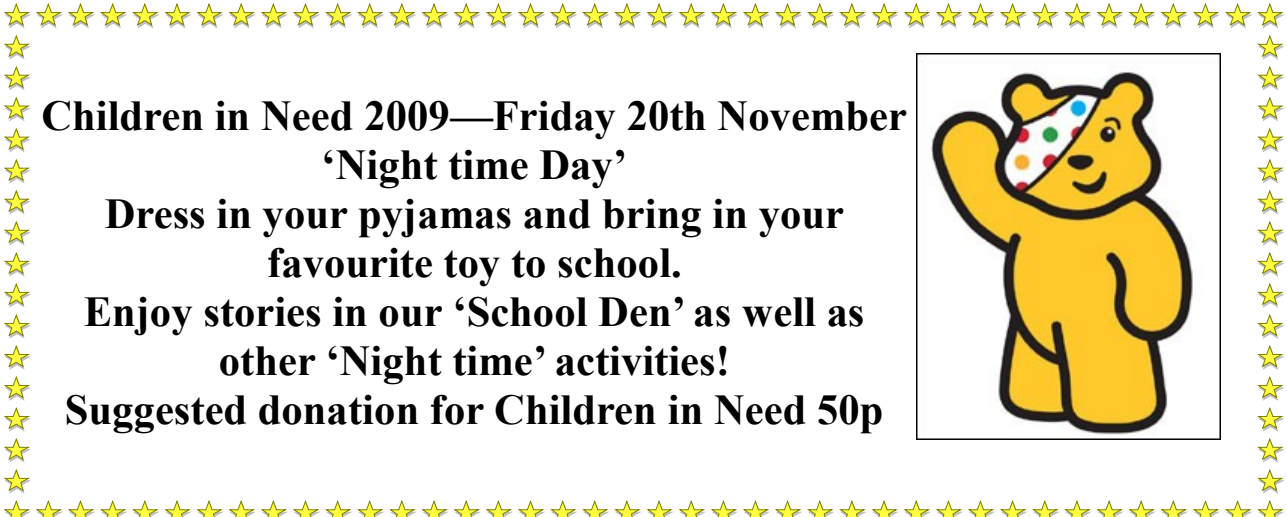 Children in Need 2009—Friday 20th November
‘Night time Day’
Dress in your pyjamas and bring in your
favourite toy to school.
Enjoy stories in our ‘School Den’ as well as
other ‘Night time’ activities!
Suggested donation for Children in Need 50p